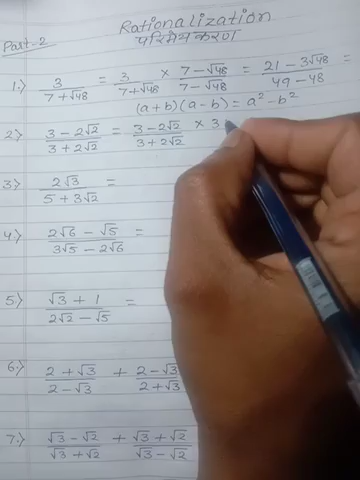 Rationalization
Part-2 परिमेयकरण
1.) 3/(7+√48) = 3/(7+√48) × (7-√48)/(7-√48) = (21-3√48)/(49-48) =
(a+b)(a-b) = a²-b²
2.) (3-2√2)/(3+2√2) = (3-2√2)/(3+2√2) × 3
3.) 2√3/(5+3√2) =
4.) (2√6-√5)/(3√5-2√6) =
5.) (√3+1)/(2√2-√5) =
6.) (2+√3)/(2-√3) + (2-√3)/(2+√3)
7.) (√3-√2)/(√3+√2) + (√3+√2)/(√3-√2)